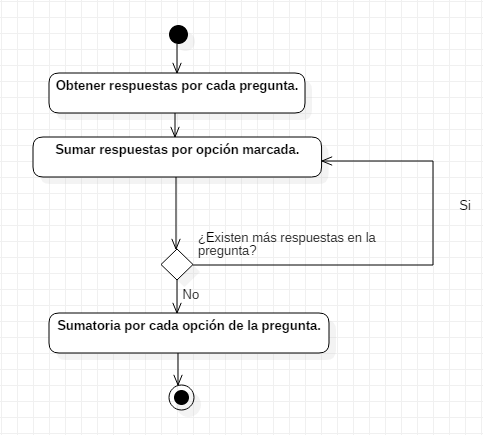 Obtener respuestas por cada pregunta.
Sumar respuestas por opción marcada.
Si
¿Existen más respuestas en la
pregunta?
No
Sumatoria por cada opción de la pregunta.